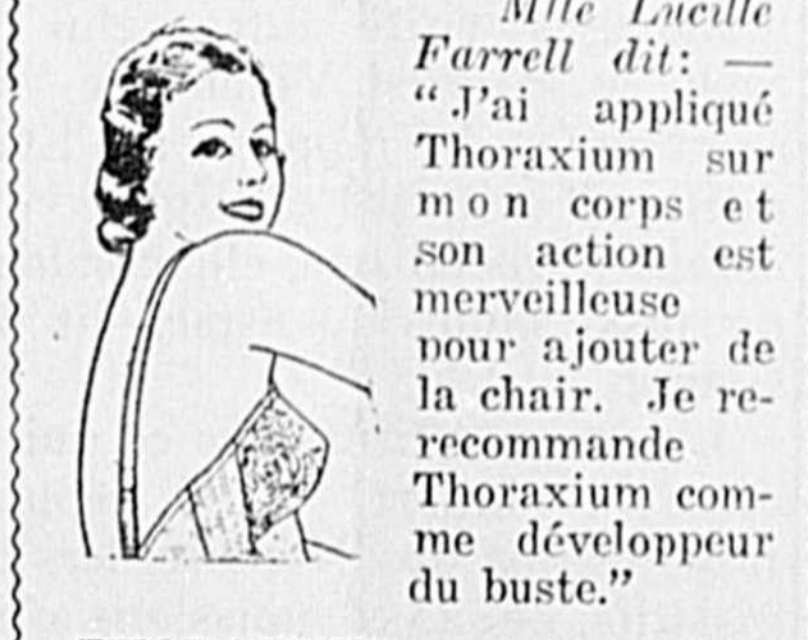 Mlle Lucille
Farrell dit: —
“J’ai appliqué
Thoraxium sur
mon corps et
son action est
merveilleuse
pour ajouter de
la chair. Je re-
recommande
Thoraxium com-
me développeur
du buste.”